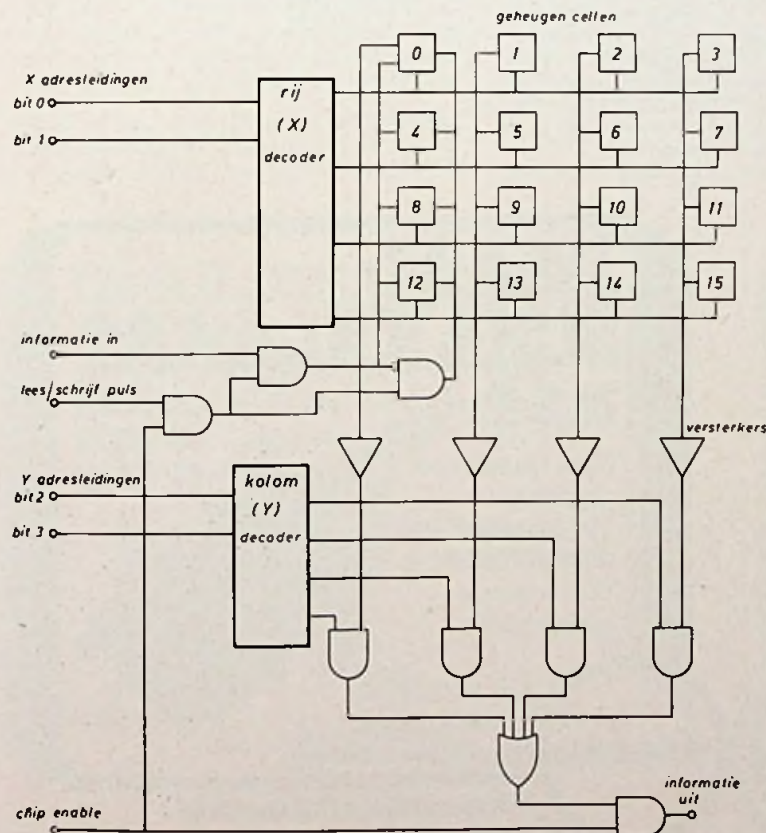 geheugen cellen
0 1 2 3
X adresleidingen
bit 0
bit 1
rij
(X)
decoder
4 5 6 7
8 9 10 11
12 13 14 15
informatie in
lees/schrijf puls
versterkers
Y adresleidingen
bit 2
bit 3
kolom
(Y)
decoder
informatie
uit
chip enable